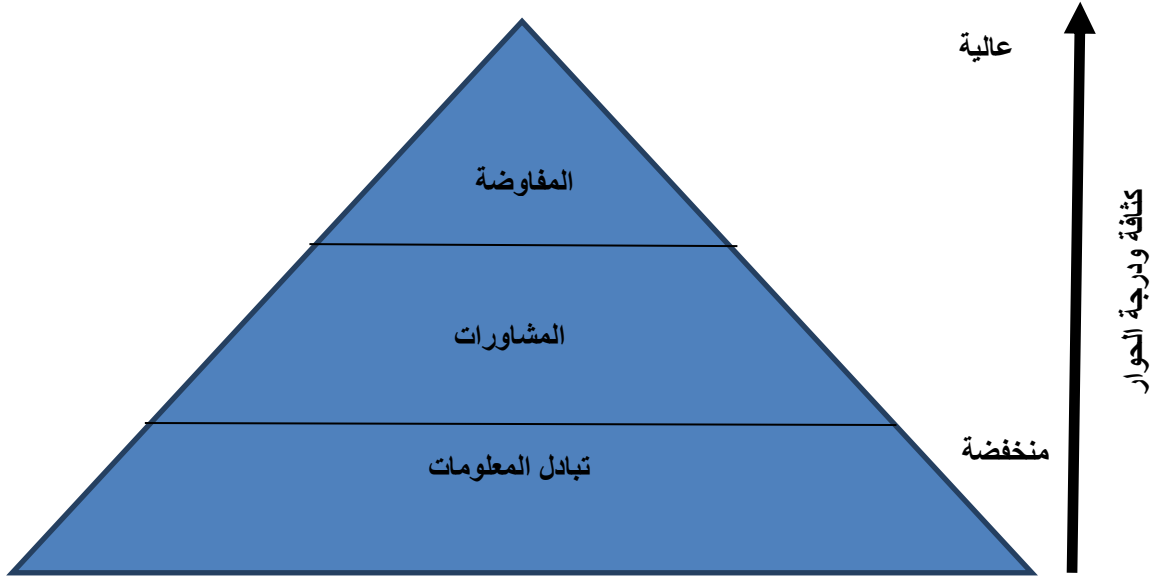 عالية
المفاوضة
كثافة ودرجة الحوار
المشاورات
منخفضة
تبادل المعلومات